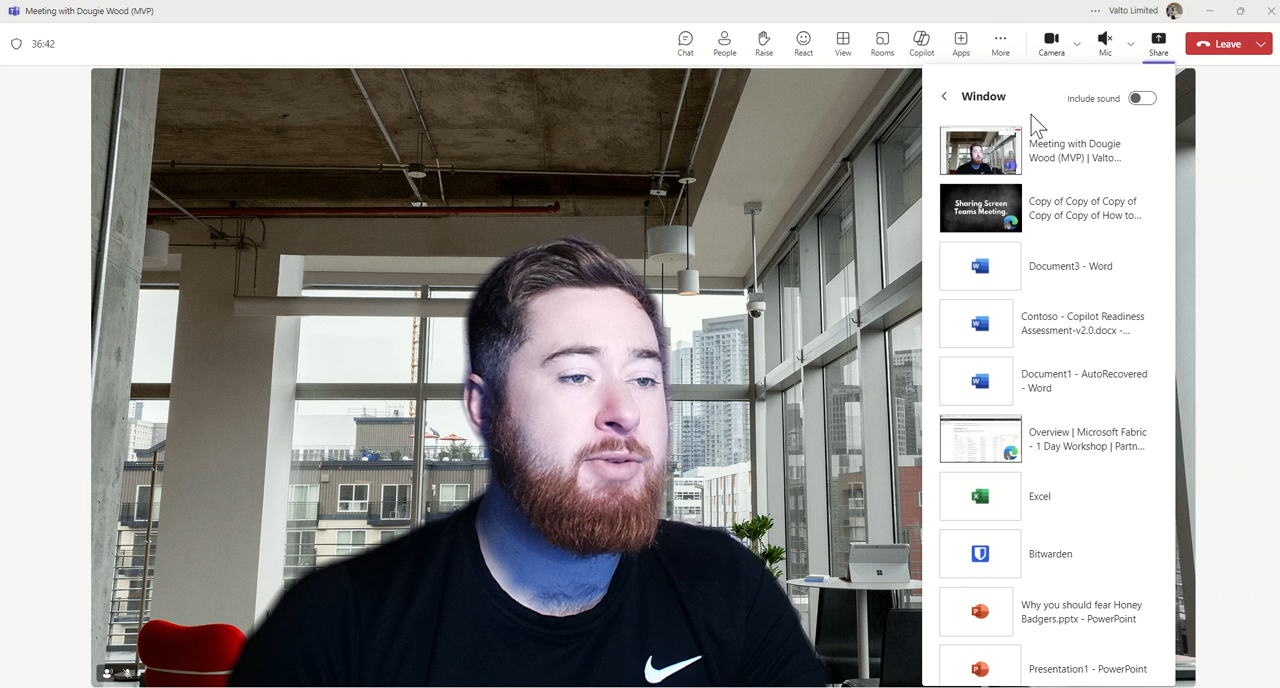 Meeting with Dougie Wood (MVP)
Valto Limited
36:42
Chat
People
Raise
React
View
Rooms
Copilot
Apps
More
Camera
Mic
Share
Leave
Window
Include sound
Meeting with Dougie
Wood (MVP) | Valto...
Sharing Screen
Teams Meeting.
Copy of Copy of Copy of
Copy of Copy of How to...
Document3 - Word
Contoso - Copilot Readiness
Assessment-v2.0.docx -...
Document1 - AutoRecovered
- Word
Overview | Microsoft Fabric
- 1 Day Workshop | Partn...
Excel
Bitwarden
Why you should fear Honey
Badgers.pptx - PowerPoint
Presentation1 - PowerPoint